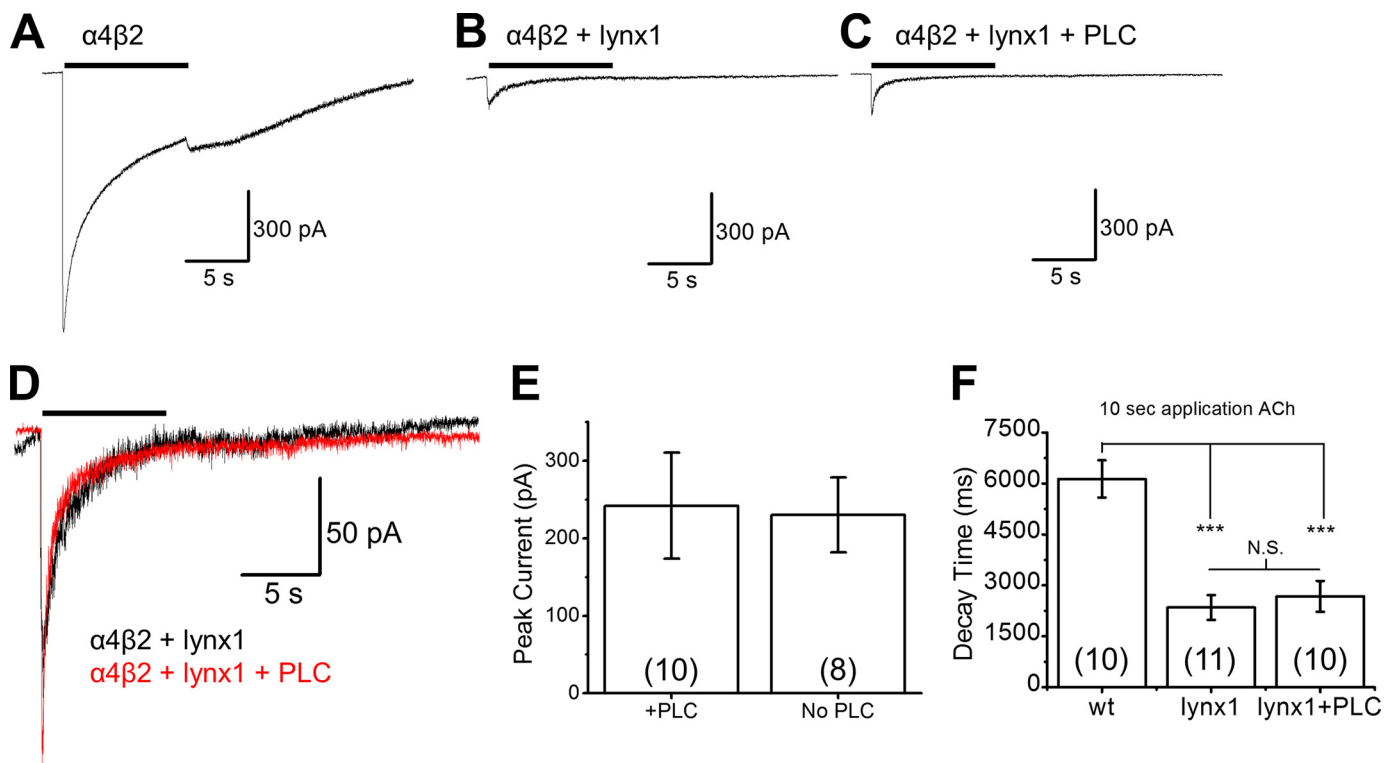 A
α4β2
300 pA
5 s
B
α4β2 + lynx1
300 pA
5 s
C
α4β2 + lynx1 + PLC
300 pA
5 s
D
50 pA
5 s
α4β2 + lynx1
α4β2 + lynx1 + PLC
E
Peak Current (pA)
300
200
100
0
(10)
(8)
+PLC
No PLC
F
10 sec application ACh
Decay Time (ms)
7500
6000
4500
3000
1500
0
***
***
N.S.
(10)
(11)
(10)
wt
lynx1
lynx1+PLC